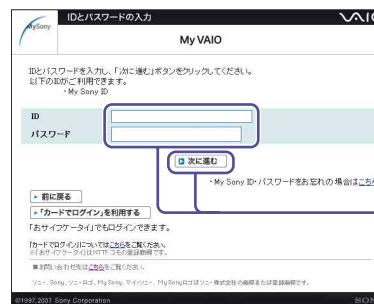 MySony
IDとパスワードの入力
VAIO
My VAIO
IDとパスワードを入力し、「次に進む」ボタンをクリックしてください。
以下のIDがご利用できます。
・My Sony ID
ID
パスワード
次に進む
・My Sony ID・パスワードをお忘れの場合はこちら
前に戻る
「カードでログイン」を利用する
「おサイフケータイ」でもログインできます。
「カードでログイン」についてはこちらをご覧ください。
※「おサイフケータイ」はNTTドコモの登録商標です。
■お問い合わせ先はこちらをご覧ください。
ソニー、Sony、ソニーロゴ、My Sony、マイ・ソニー、MySonyロゴはソニー株式会社の商標または登録商標です。
©1997,2007 Sony Corporation
SON